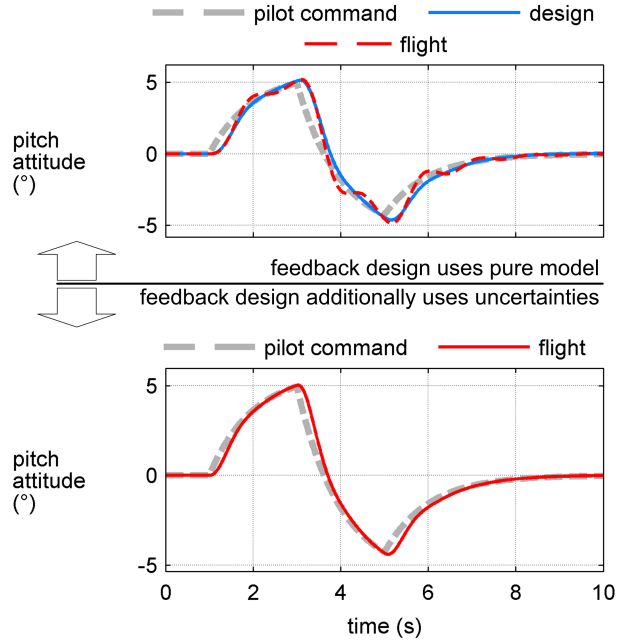 pilot command design
flight
5
pitch
attitude
(°)
0
-5
feedback design uses pure model
feedback design additionally uses uncertainties
pilot command flight
5
pitch
attitude
(°)
0
-5
0 2 4 6 8 10
time (s)